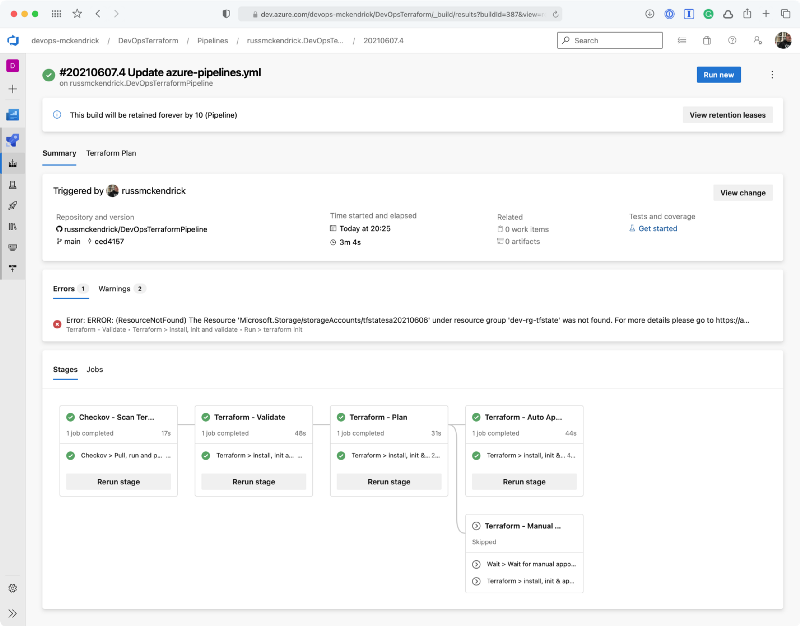 dev.azure.com/devops-mckendrick/DevOpsTerraform/_build/results?buildId=387&view=
devops-mckendrick / DevOpsTerraform / Pipelines / russmckendrick.DevOpsTe... / 20210607.4
Search
D
#20210607.4 Update azure-pipelines.yml
on russmckendrick.DevOpsTerraformPipeline
Run new
This build will be retained forever by 10 (Pipeline)
View retention leases
Summary Terraform Plan
Triggered by russmckendrick
View change
Repository and version
russmckendrick/DevOpsTerraformPipeline
main ced4157
Time started and elapsed
Today at 20:25
3m 4s
Related
0 work items
0 artifacts
Tests and coverage
Get started
Errors 1 Warnings 2
Error: ERROR: (ResourceNotFound) The Resource 'Microsoft.Storage/storageAccounts/tfstatesa20210606' under resource group 'dev-rg-tfstate' was not found. For more details please go to https://a...
Terraform - Validate • Terraform > Install, init and validate • Run > terraform init
Stages Jobs
Checkov - Scan Ter...
1 job completed 17s
Checkov > Pull, run and p... ...
Rerun stage
Terraform - Validate
1 job completed 46s
Terraform > install, init a... ...
Rerun stage
Terraform - Plan
1 job completed 31s
Terraform > install, init &... 2...
Rerun stage
Terraform - Auto Ap...
1 job completed 44s
Terraform > install, init &... 4...
Rerun stage
Terraform - Manual ...
Skipped
Wait > Wait for manual appo...
Terraform > install, init & ap...